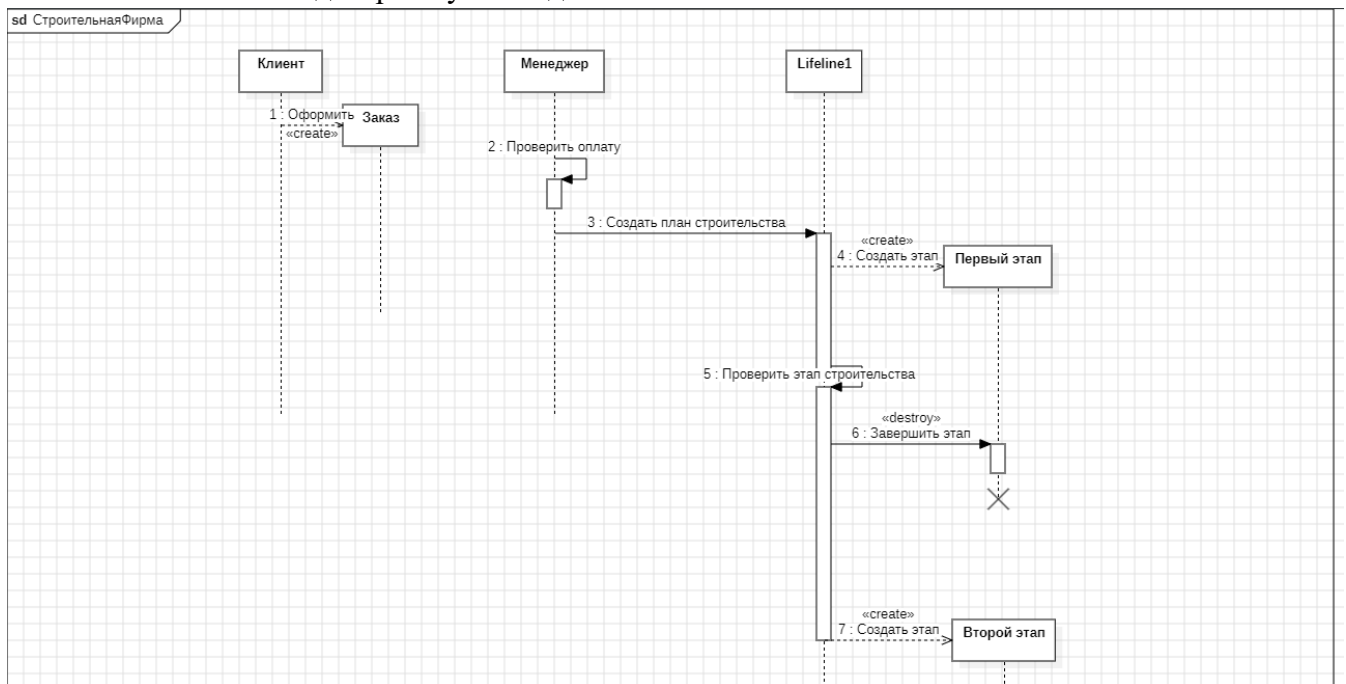 sd СтроительнаяФирма
Клиент
Менеджер
Lifeline1
1 : Оформить
«create»
Заказ
2 : Проверить оплату
3 : Создать план строительства
«create»
4 : Создать этап
Первый этап
5 : Проверить этап строительства
«destroy»
6 : Завершить этап
«create»
7 : Создать этап
Второй этап